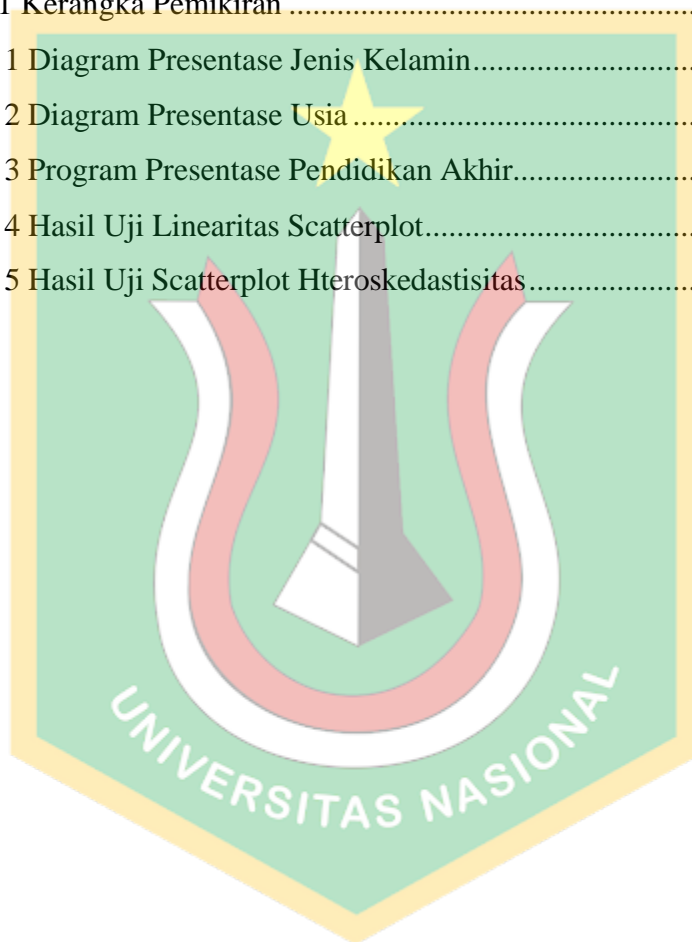 1 Kerangka Pemikiran ........................................................
1 Diagram Presentase Jenis Kelamin............................
2 Diagram Presentase Usia ...........................................
3 Program Presentase Pendidikan Akhir.......................
4 Hasil Uji Linearitas Scatterplot..................................
5 Hasil Uji Scatterplot Hteroskedastisitas.....................
UNIVERSITAS NASIONAL